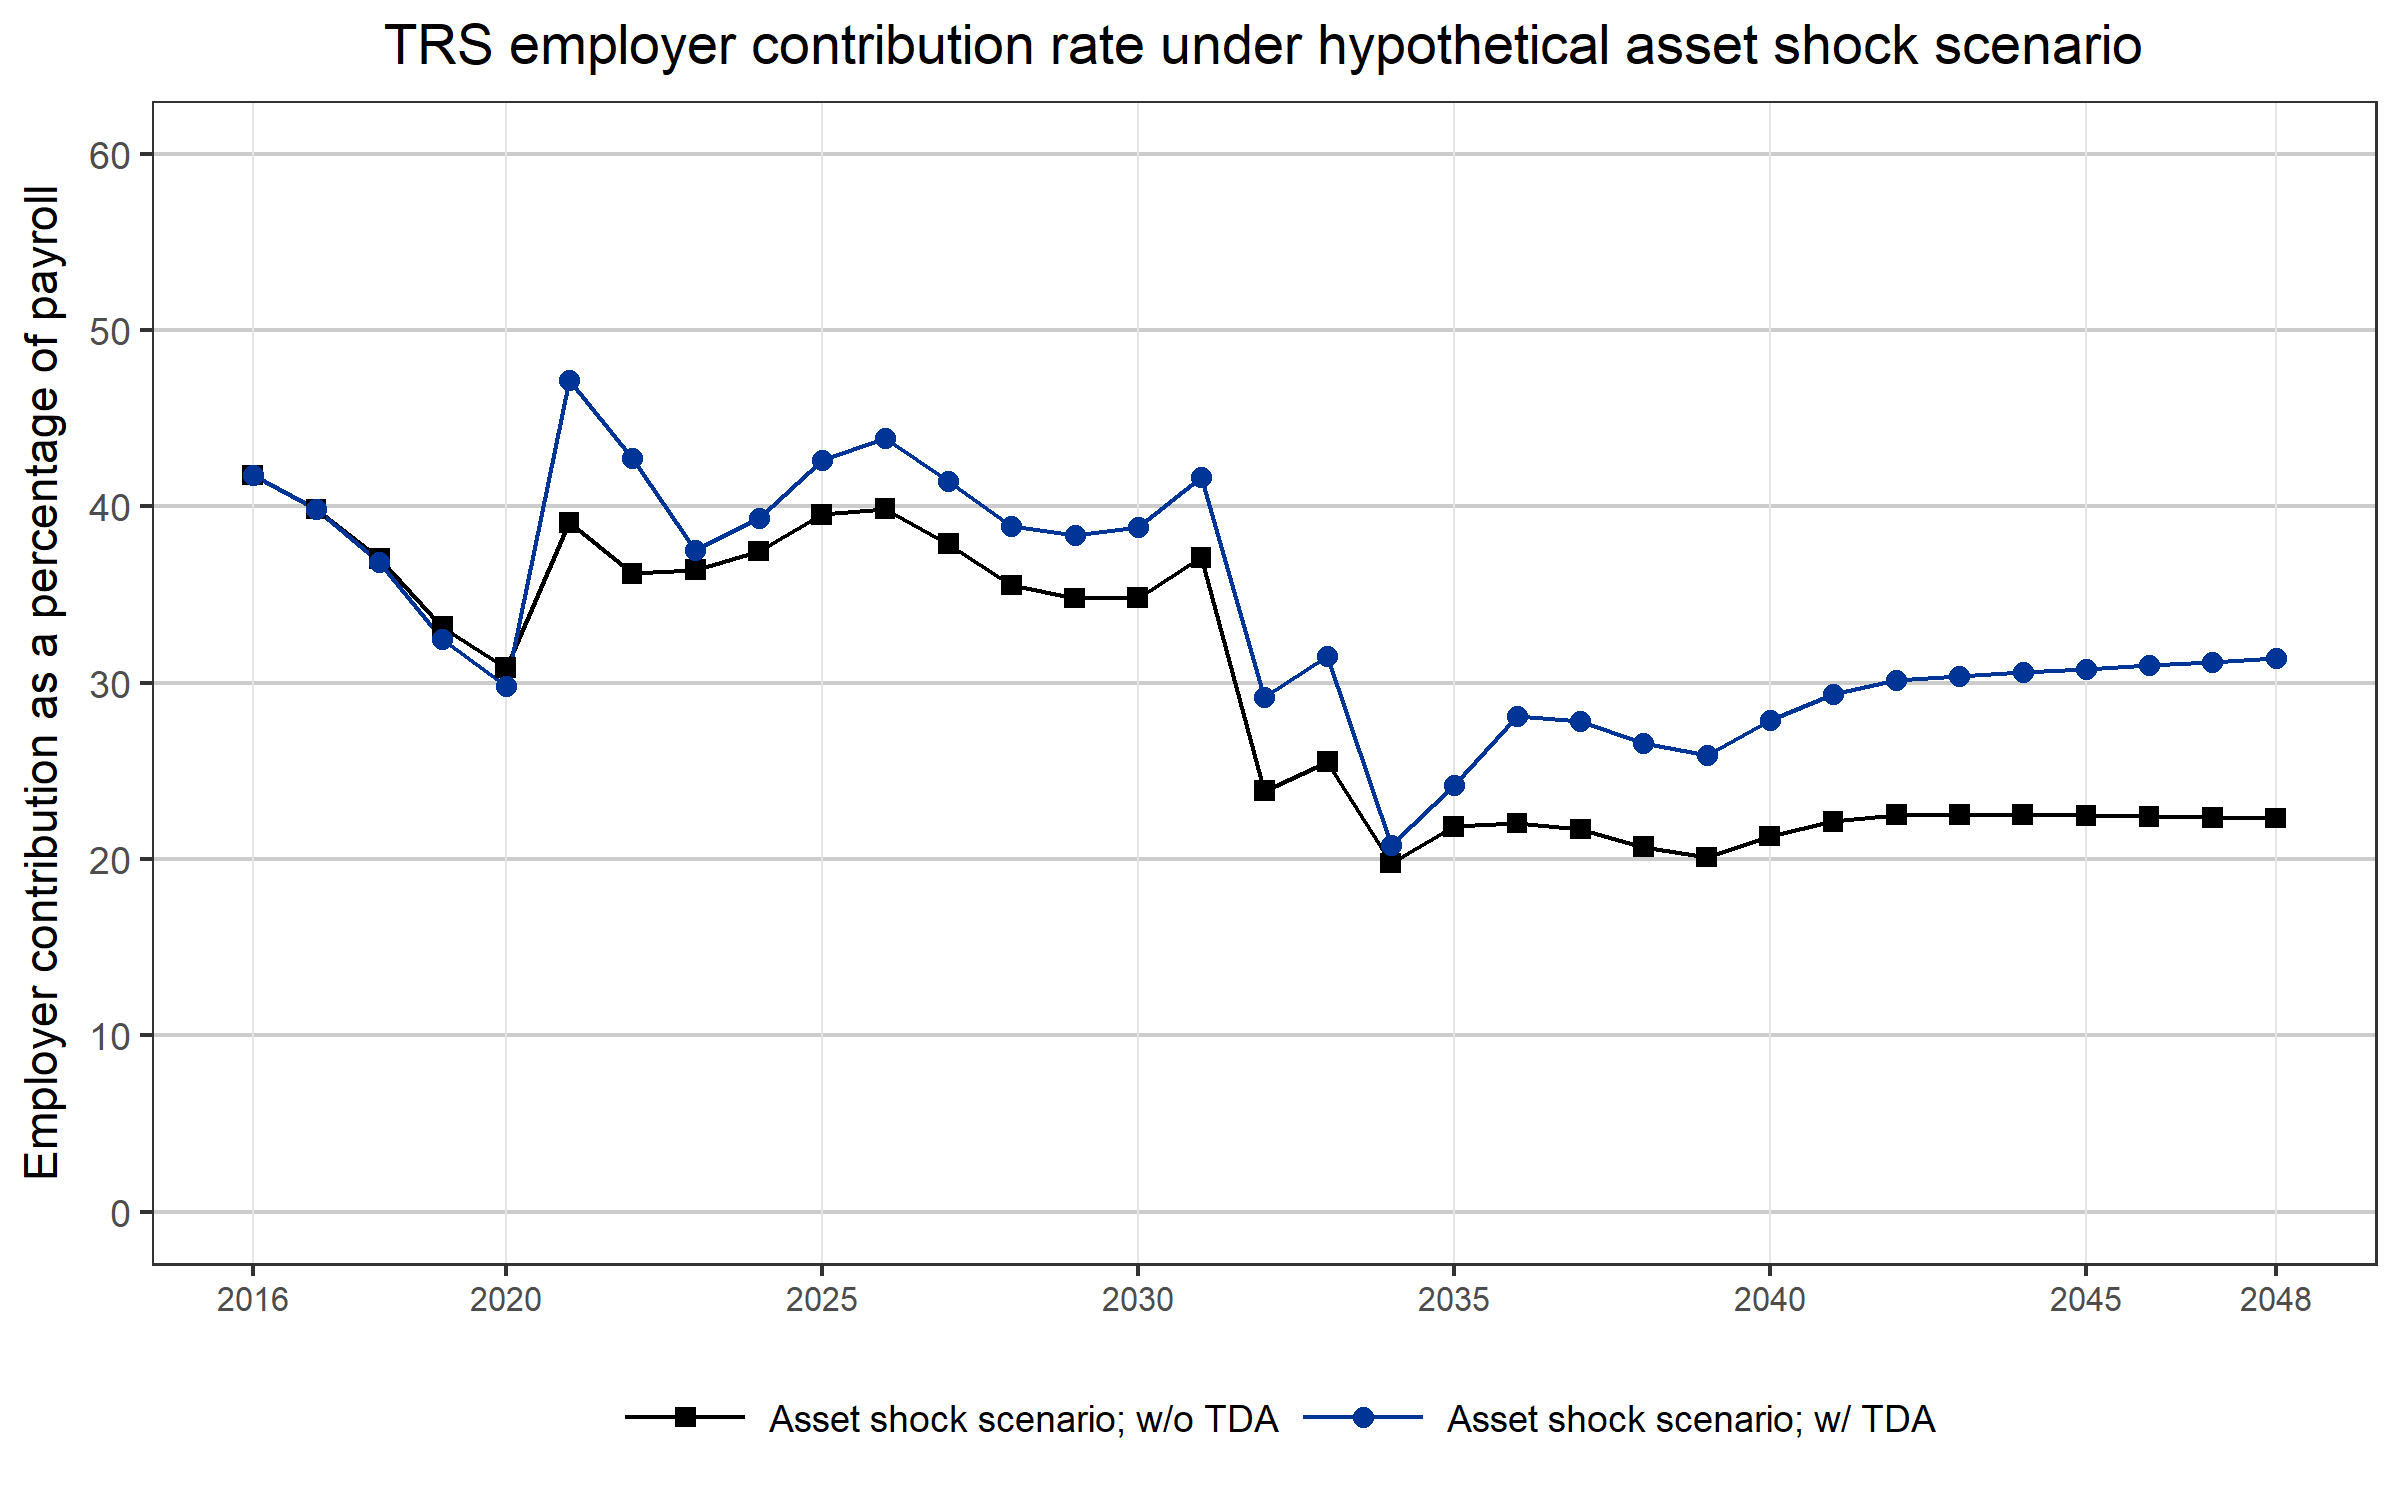 TRS employer contribution rate under hypothetical asset shock scenario
Employer contribution as a percentage of payroll
60
50
40
30
20
10
0
2016 2020 2025 2030 2035 2040 2045 2048
Asset shock scenario; w/o TDA Asset shock scenario; w/ TDA